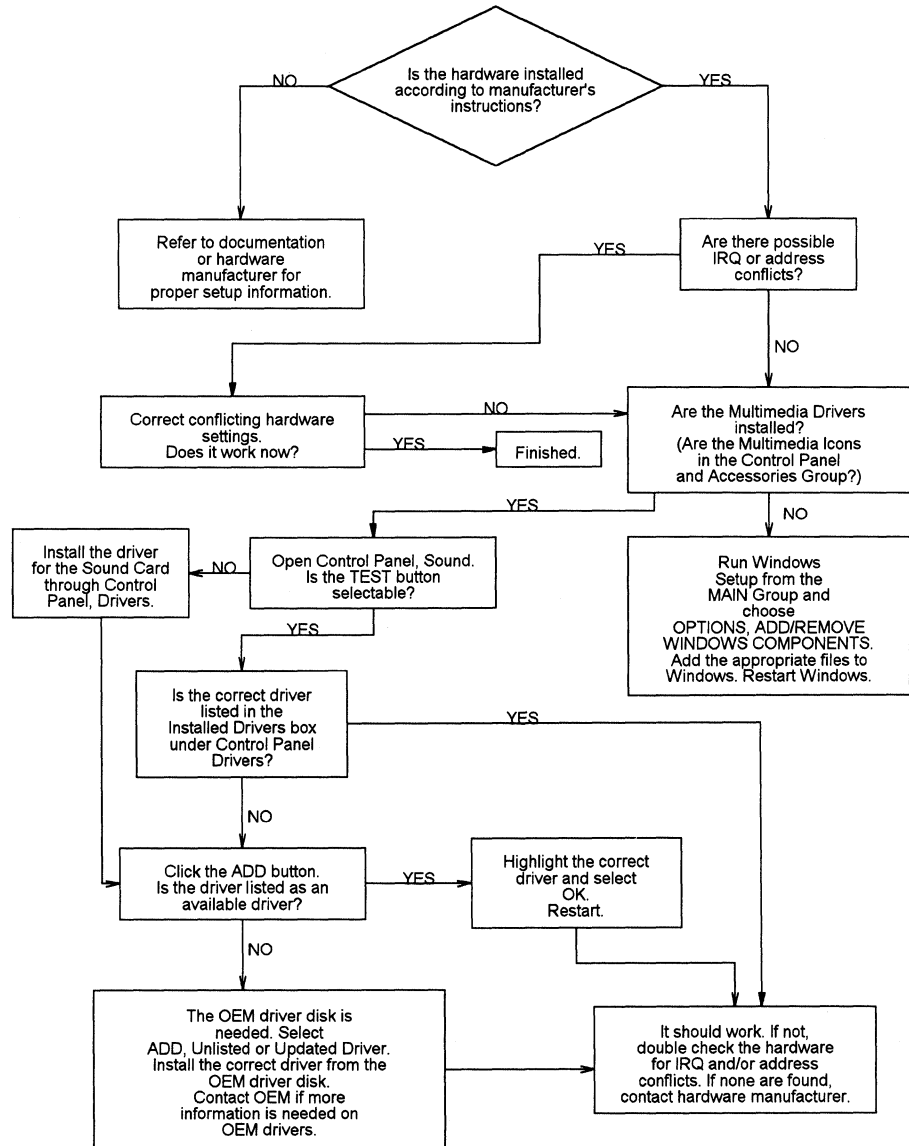 Is the hardware installed
according to manufacturer's
instructions?
NO
YES
Refer to documentation
or hardware
manufacturer for
proper setup information.
Are there possible
IRQ or address
conflicts?
YES
NO
Correct conflicting hardware
settings.
Does it work now?
NO
YES
Finished.
Are the Multimedia Drivers
installed?
(Are the Multimedia Icons
in the Control Panel
and Accessories Group?)
YES
NO
Install the driver
for the Sound Card
through Control
Panel, Drivers.
NO
Open Control Panel, Sound.
Is the TEST button
selectable?
YES
Run Windows
Setup from the
MAIN Group and
choose
OPTIONS, ADD/REMOVE
WINDOWS COMPONENTS.
Add the appropriate files to
Windows. Restart Windows.
Is the correct driver
listed in the
Installed Drivers box
under Control Panel
Drivers?
YES
NO
Click the ADD button.
Is the driver listed as an
available driver?
YES
Highlight the correct
driver and select
OK.
Restart.
NO
The OEM driver disk is
needed. Select
ADD, Unlisted or Updated Driver.
Install the correct driver from the
OEM driver disk.
Contact OEM if more
information is needed on
OEM drivers.
It should work. If not,
double check the hardware
for IRQ and/or address
conflicts. If none are found,
contact hardware manufacturer.